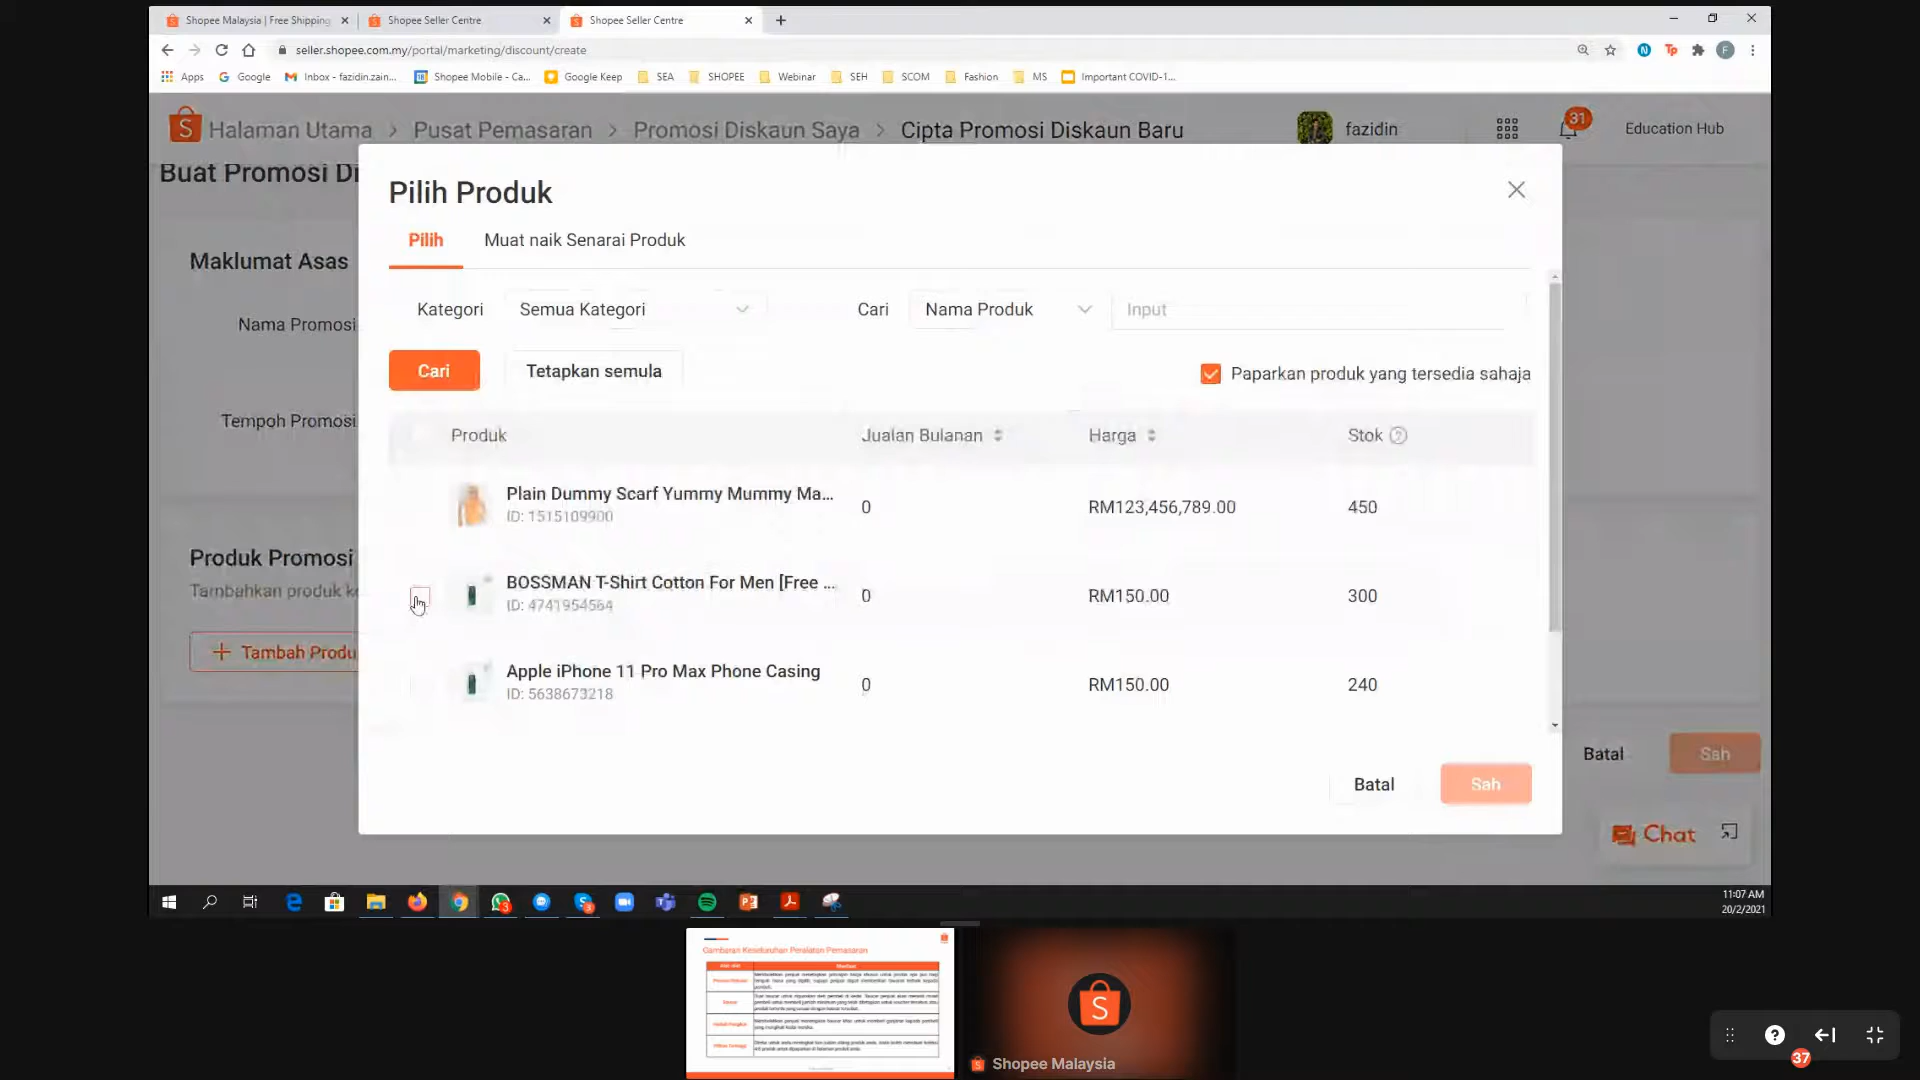 Shopee Malaysia | Free Shipping
Shopee Seller Centre
Shopee Seller Centre
seller.shopee.com.my/portal/marketing/discount/create
Apps
Google
Inbox - fazidin.zain...
Shopee Mobile - Ca...
Google Keep
SEA
SHOPEE
Webinar
SEH
SCOM
Fashion
MS
Important COVID-1...
Halaman Utama > Pusat Pemasaran > Promosi Diskaun Saya > Cipta Promosi Diskaun Baru
fazidin
31
Education Hub
Buat Promosi Di
Maklumat Asas
Nama Promosi
Tempoh Promosi
Produk Promosi
Tambahkan produk ke
+ Tambah Produ
Pilih Produk
Pilih
Muat naik Senarai Produk
Kategori
Semua Kategori
Cari
Nama Produk
Input
Cari
Tetapkan semula
Paparkan produk yang tersedia sahaja
Produk
Jualan Bulanan
Harga
Stok
Plain Dummy Scarf Yummy Mummy Ma...
ID: 1515109900
0
RM123,456,789.00
450
BOSSMAN T-Shirt Cotton For Men [Free ...
ID: 4741954564
0
RM150.00
300
Apple iPhone 11 Pro Max Phone Casing
ID: 5638673218
0
RM150.00
240
Batal
Sah
Batal
Sah
Chat
11:07 AM
20/2/2021
Gambaran Keseluruhan Peralatan Pemasaran
Shopee Malaysia
37